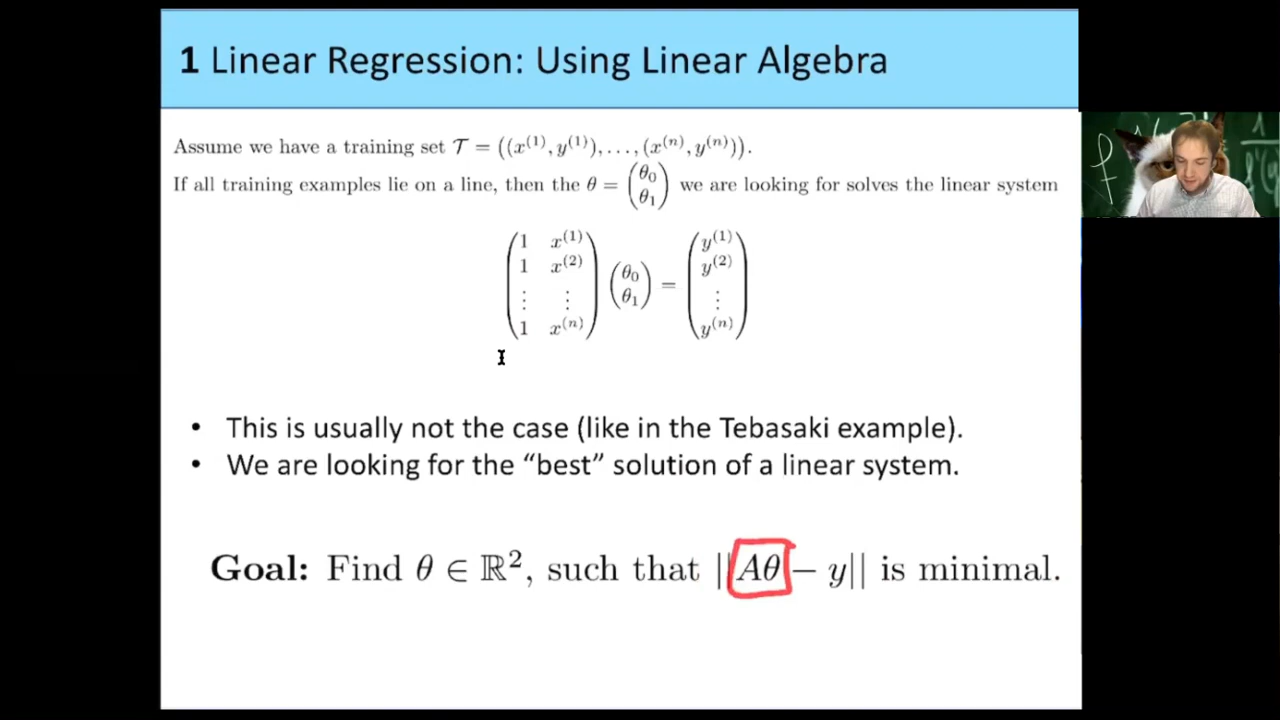 1 Linear Regression: Using Linear Algebra
Assume we have a training set 𝒯 = ((x⁽¹⁾, y⁽¹⁾), . . . , (x⁽ⁿ⁾, y⁽ⁿ⁾)).
If all training examples lie on a line, then the θ = (θ₀ θ₁) we are looking for solves the linear system
1 x⁽¹⁾
1 x⁽²⁾
⋮ ⋮
1 x⁽ⁿ⁾
θ₀
θ₁
=
y⁽¹⁾
y⁽²⁾
⋮
y⁽ⁿ⁾
• This is usually not the case (like in the Tebasaki example).
• We are looking for the “best” solution of a linear system.
Goal: Find θ ∈ ℝ², such that ||Aθ − y|| is minimal.